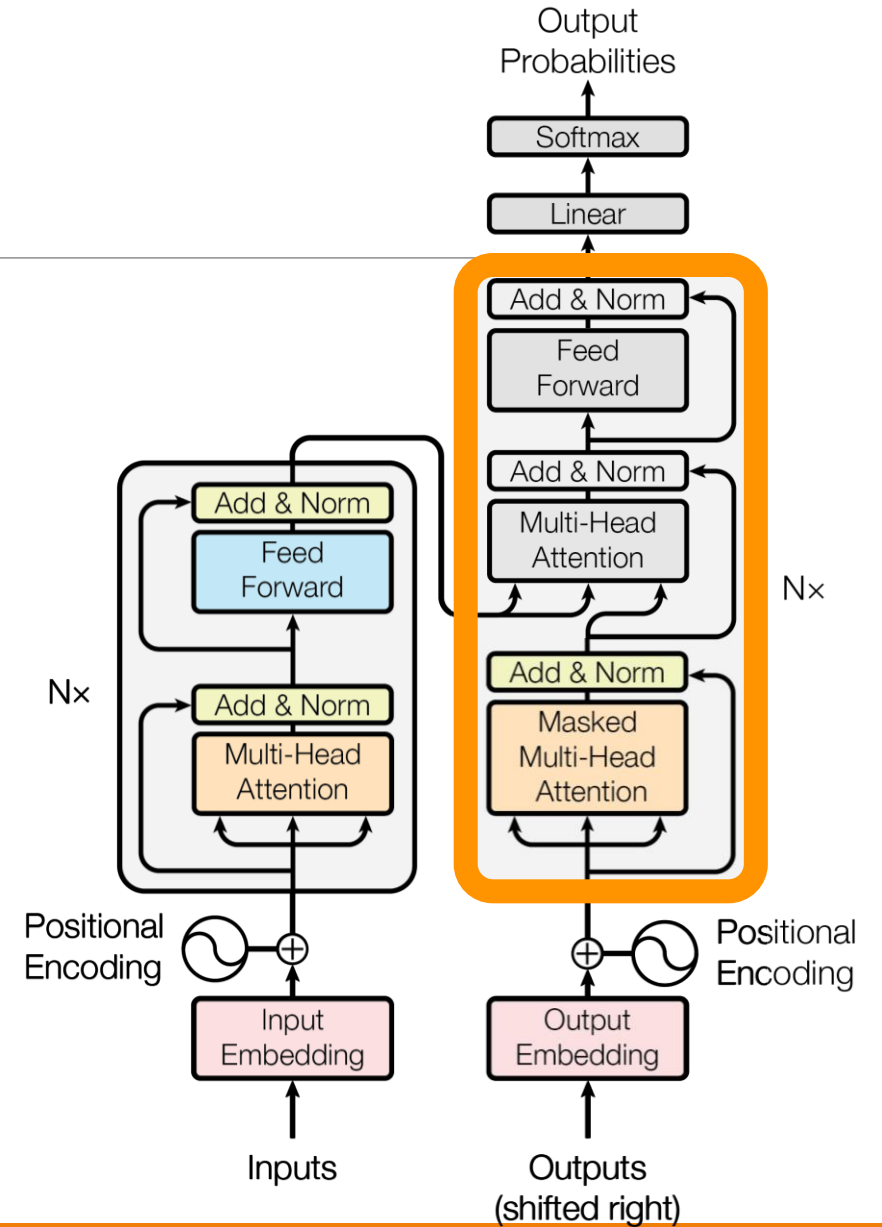 Output
Probabilities
Softmax
Linear
Add & Norm
Feed
Forward
Add & Norm
Multi-Head
Attention
N×
Add & Norm
Masked
Multi-Head
Attention
Positional
Encoding
Output
Embedding
Outputs
(shifted right)
Add & Norm
Feed
Forward
N×
Add & Norm
Multi-Head
Attention
Positional
Encoding
Input
Embedding
Inputs